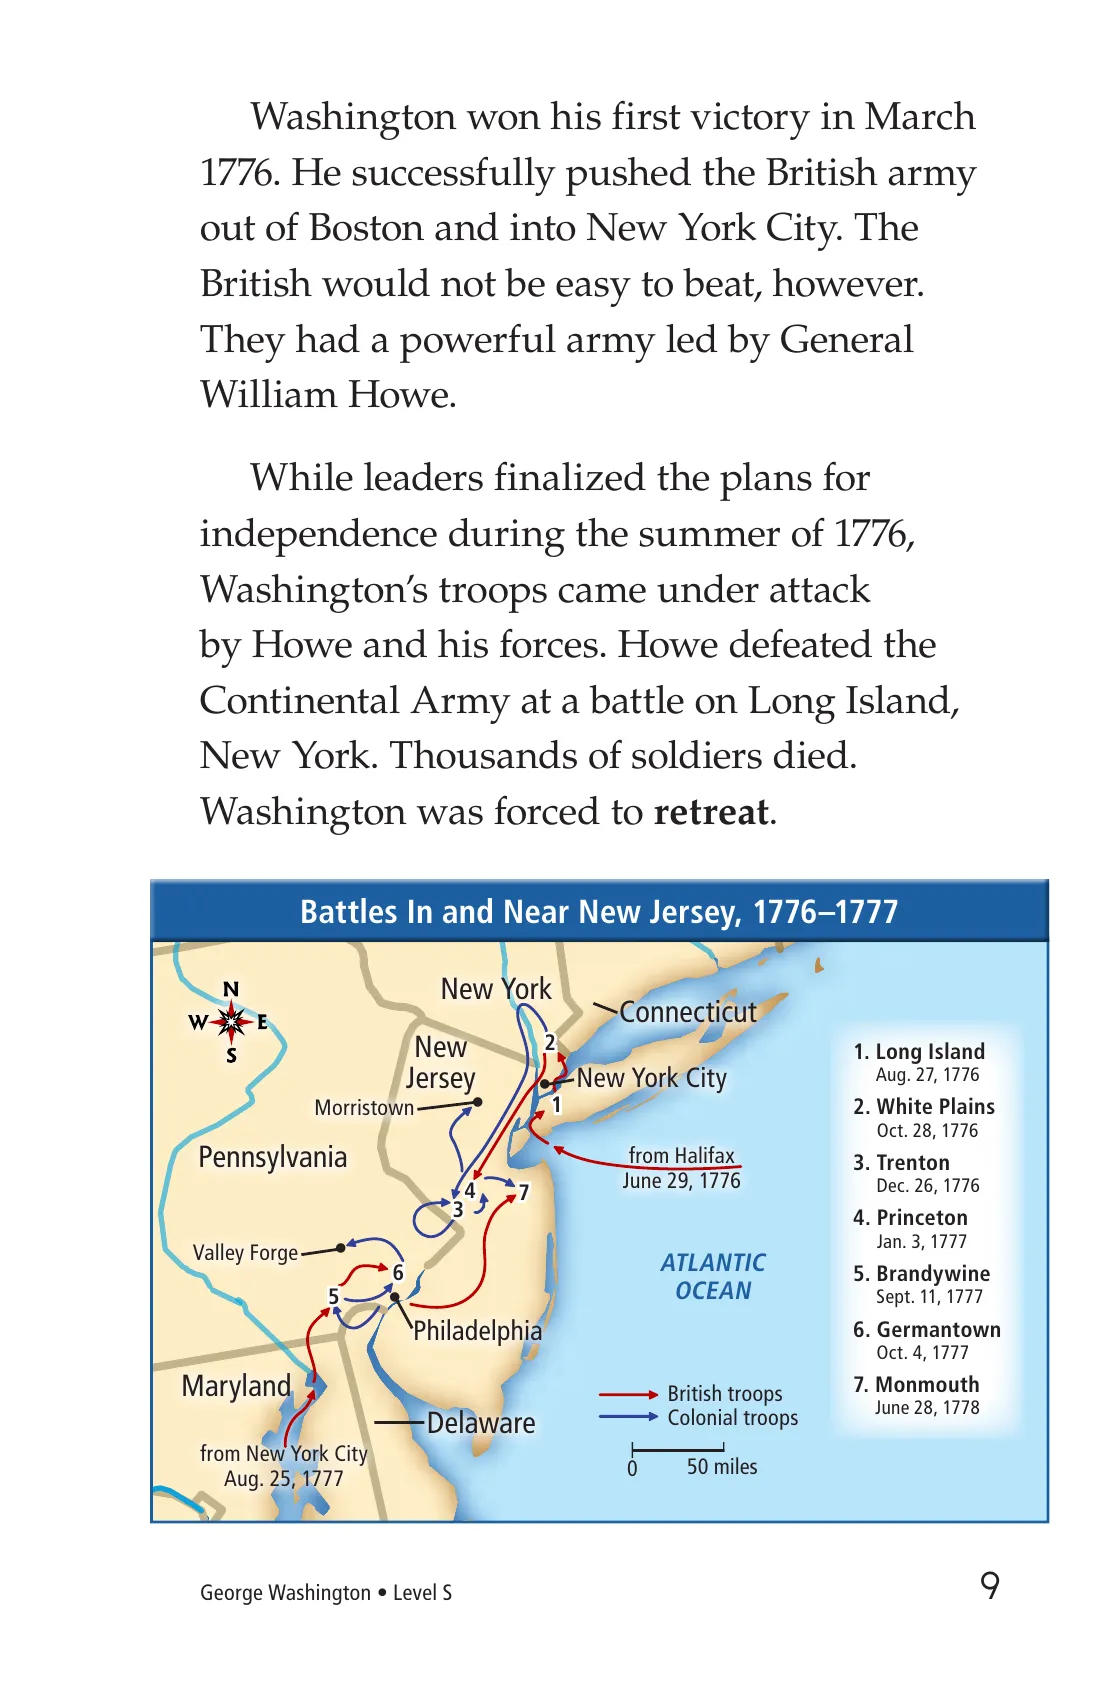 Washington won his first victory in March
1776. He successfully pushed the British army
out of Boston and into New York City. The
British would not be easy to beat, however.
They had a powerful army led by General
William Howe.
While leaders finalized the plans for
independence during the summer of 1776,
Washington’s troops came under attack
by Howe and his forces. Howe defeated the
Continental Army at a battle on Long Island,
New York. Thousands of soldiers died.
Washington was forced to retreat.
Battles In and Near New Jersey, 1776–1777
N
W E
S
New York
Connecticut
New
Jersey
2
New York City
Morristown
1
Pennsylvania
from Halifax
June 29, 1776
4
7
3
Valley Forge
6
5
Philadelphia
ATLANTIC
OCEAN
Maryland
Delaware
from New York City
Aug. 25, 1777
British troops
Colonial troops
0 50 miles
1. Long Island
Aug. 27, 1776
2. White Plains
Oct. 28, 1776
3. Trenton
Dec. 26, 1776
4. Princeton
Jan. 3, 1777
5. Brandywine
Sept. 11, 1777
6. Germantown
Oct. 4, 1777
7. Monmouth
June 28, 1778
George Washington • Level S
9